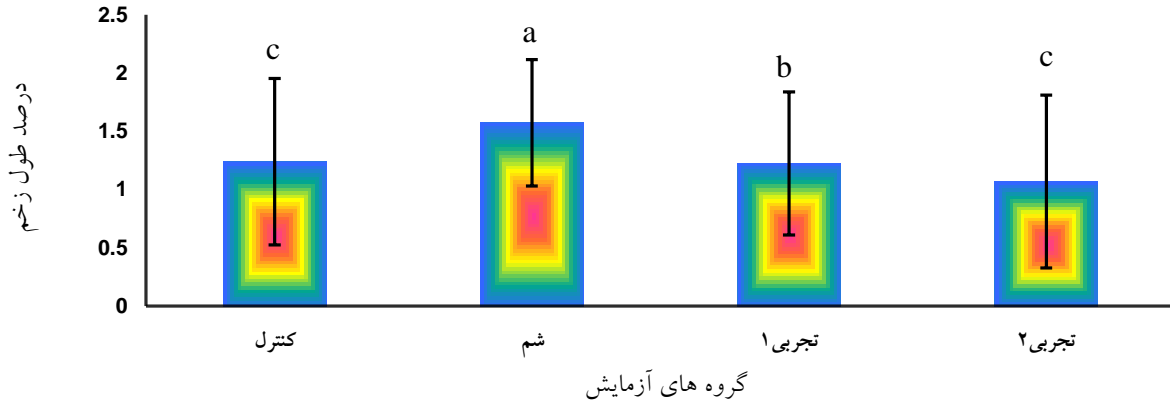 درصد طول زخم
2.5
2
1.5
1
0.5
0
c
a
b
c
کنترل
شم
تجربی۱
تجربی۲
گروه های آزمایش